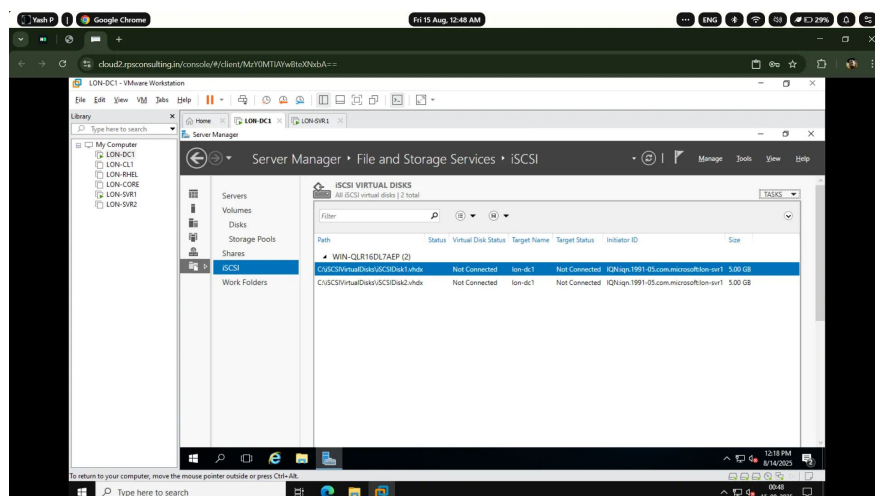 Yash P
Google Chrome
Fri 15 Aug, 12:48 AM
ENG
29%
cloud2.rpsconsulting.in/console/#/client/MzY0MTIAYwBteXNxbA==
LON-DC1 - VMware Workstation
File Edit View VM Tabs Help
Library
Home
LON-DC1
LON-SVR1
Type here to search
My Computer
LON-DC1
LON-CL1
LON-RHEL
LON-CORE
LON-SVR1
LON-SVR2
Server Manager
Server Manager • File and Storage Services • iSCSI
Manage Tools View Help
Servers
Volumes
Disks
Storage Pools
Shares
iSCSI
Work Folders
iSCSI VIRTUAL DISKS
All iSCSI virtual disks | 2 total
TASKS
Filter
Path Status Virtual Disk Status Target Name Target Status Initiator ID Size
WIN-QLR16DL7AEP (2)
C:\iSCSIVirtualDisks\iSCSIDisk1.vhdx Not Connected lon-dc1 Not Connected IQN:iqn.1991-05.com.microsoft:lon-svr1 5.00 GB
C:\iSCSIVirtualDisks\iSCSIDisk2.vhdx Not Connected lon-dc1 Not Connected IQN:iqn.1991-05.com.microsoft:lon-svr1 5.00 GB
12:18 PM
8/14/2025
2
To return to your computer, move the mouse pointer outside or press Ctrl+Alt.
Type here to search
00:48